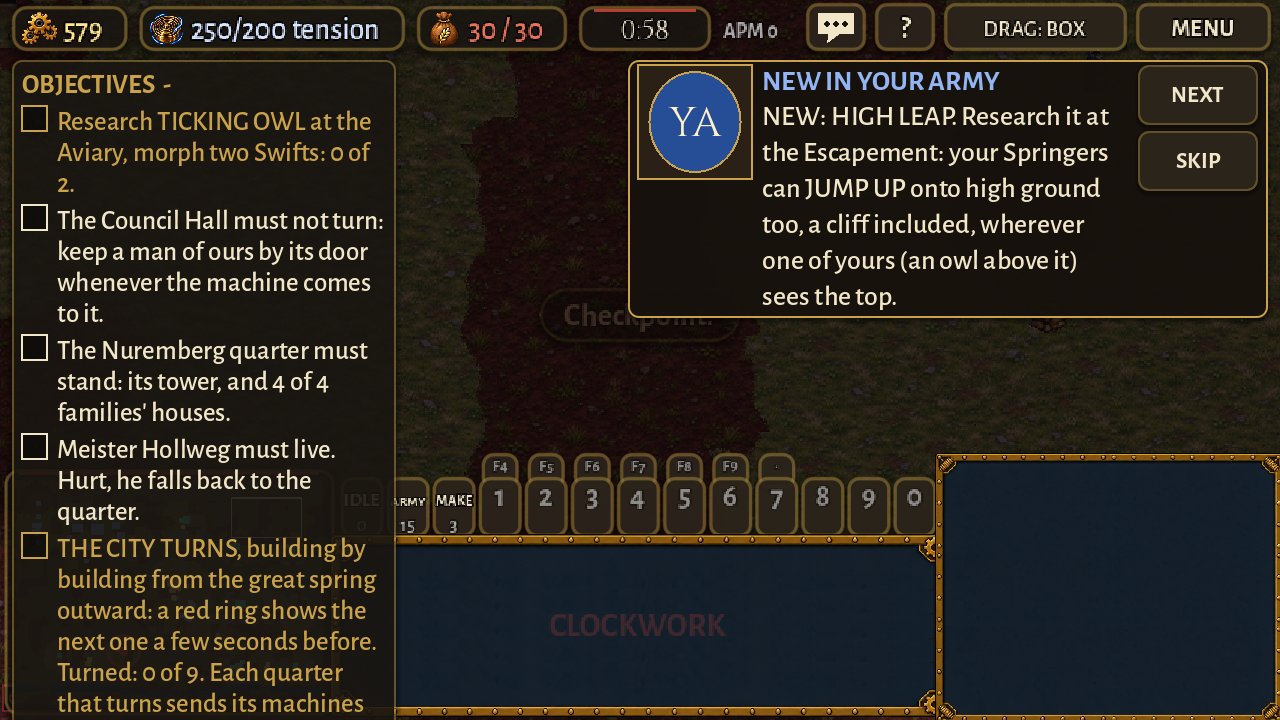 579
250/200 tension
30 / 30
0:58
APM 0
?
DRAG: BOX
MENU
OBJECTIVES -
Research TICKING OWL at the
Aviary, morph two Swifts: 0 of
2.
The Council Hall must not turn:
keep a man of ours by its door
whenever the machine comes
to it.
The Nuremberg quarter must
stand: its tower, and 4 of 4
families' houses.
Meister Hollweg must live.
Hurt, he falls back to the
quarter.
THE CITY TURNS, building by
building from the great spring
outward: a red ring shows the
next one a few seconds before.
Turned: 0 of 9. Each quarter
that turns sends its machines
YA
NEW IN YOUR ARMY
NEW: HIGH LEAP. Research it at
the Escapement: your Springers
can JUMP UP onto high ground
too, a cliff included, wherever
one of yours (an owl above it)
sees the top.
NEXT
SKIP
Checkpoint.
F4 F5 F6 F7 F8 F9
IDLE ARMY MAKE 1 2 3 4 5 6 7 8 9 0
0 15 3
CLOCKWORK